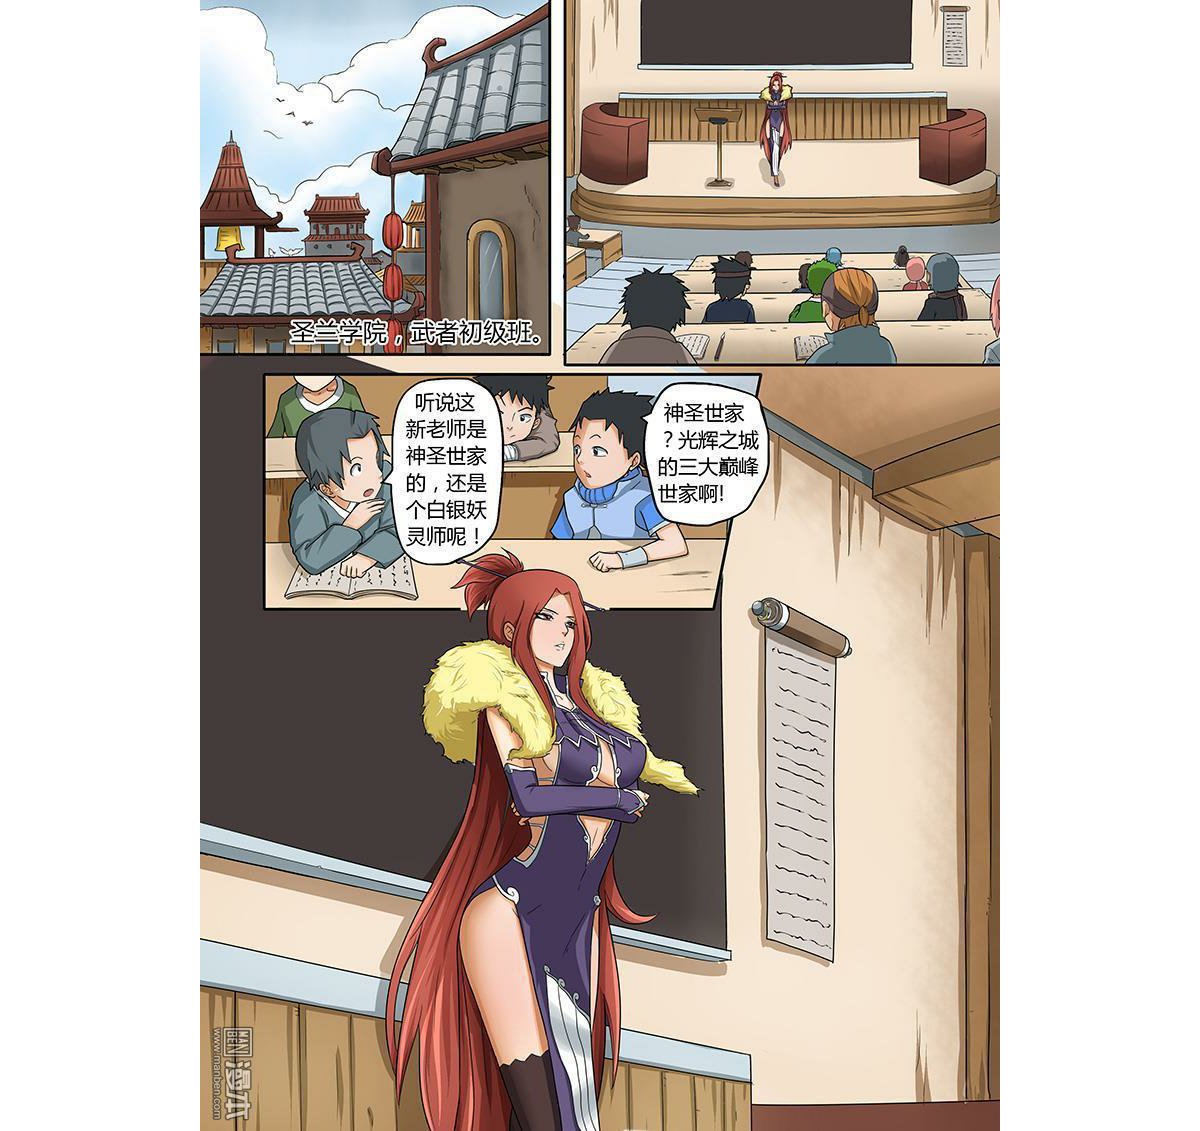 圣兰学院，武者初级班。
听说这
新老师是
神圣世家
的，还是
个白银妖
灵师呢！
神圣世家
？光辉之城
的三大巅峰
世家啊!
MAN
BEN
漫本
www.manben.com